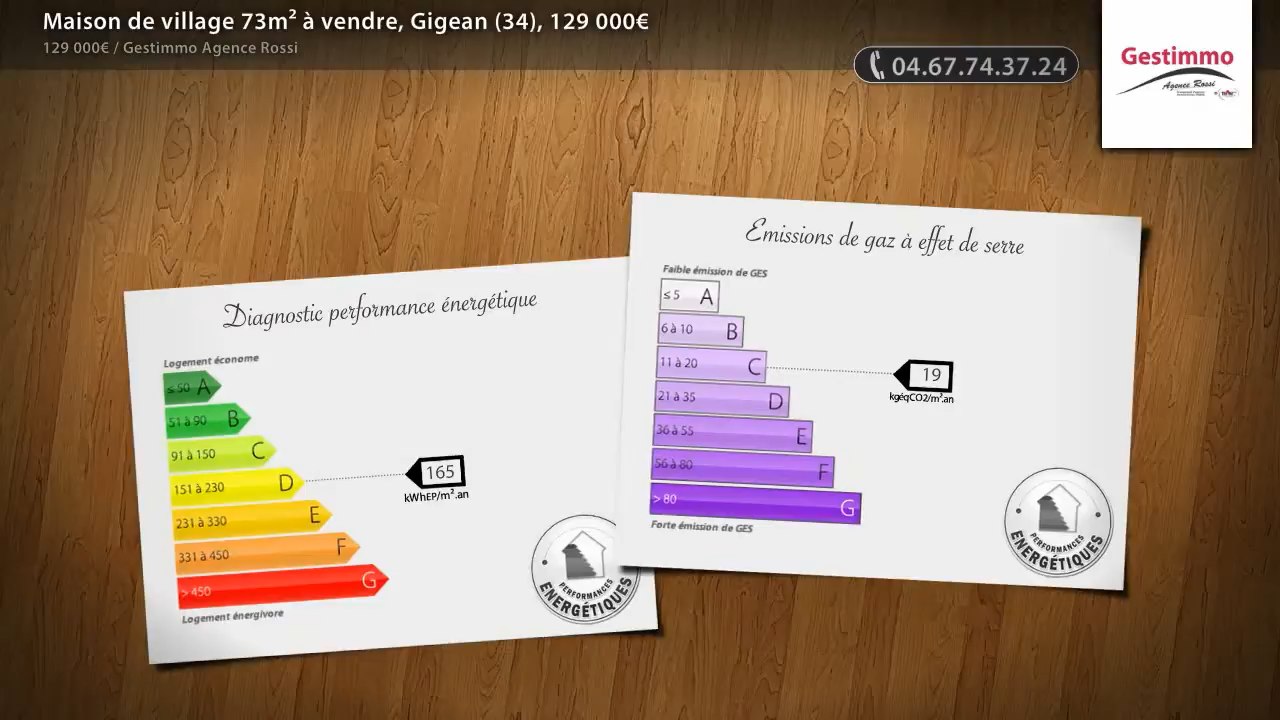 Maison de village 73m² à vendre, Gigean (34), 129 000€
129 000€ / Gestimmo Agence Rossi
04.67.74.37.24
Gestimmo
Agence Rossi
Diagnostic performance énergétique
Logement économe
≤ 50 A
51 à 90 B
91 à 150 C
151 à 230 D
231 à 330 E
331 à 450 F
> 450 G
Logement énergivore
165
kWhEP/m².an
PERFORMANCES
ENERGÉTIQUES
Emissions de gaz à effet de serre
Faible émission de GES
≤ 5 A
6 à 10 B
11 à 20 C
21 à 35 D
36 à 55 E
56 à 80 F
> 80 G
Forte émission de GES
19
kgéqCO2/m².an
PERFORMANCES
ENERGÉTIQUES